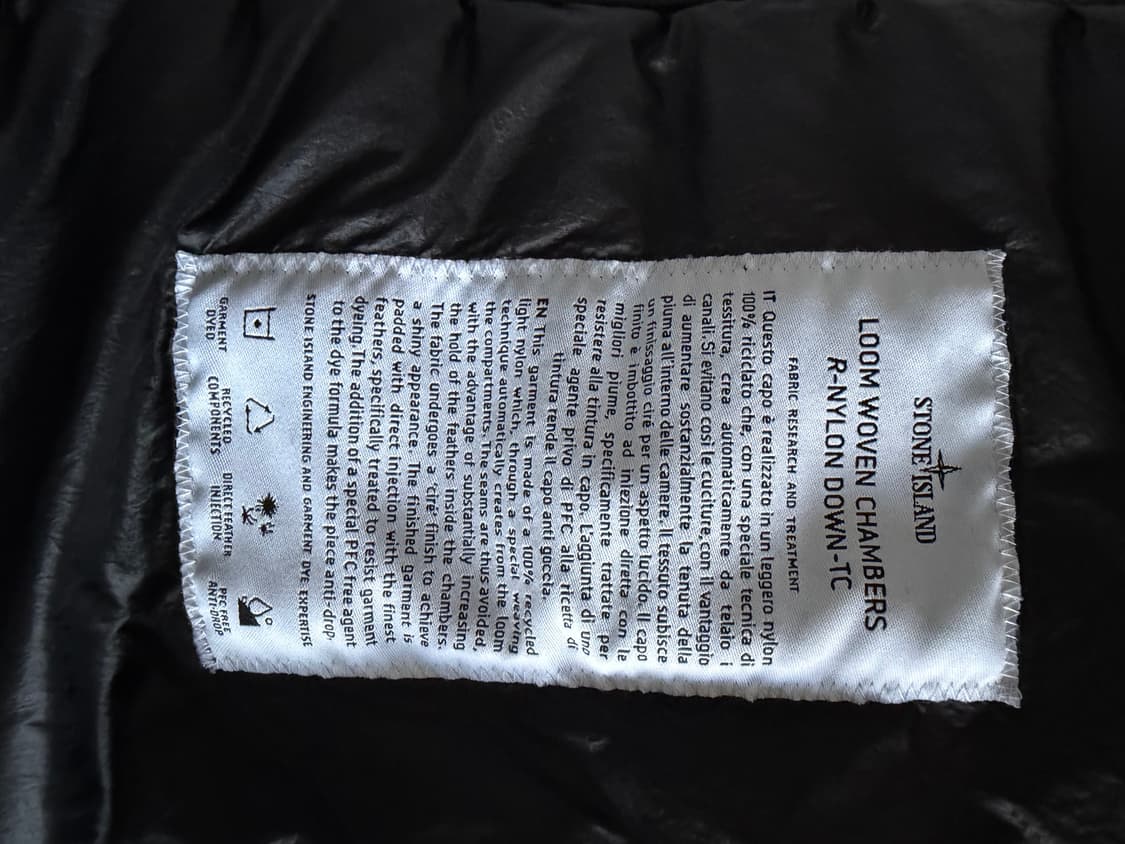 STONE ISLAND
LOOM WOVEN CHAMBERS
R-NYLON DOWN-TC
FABRIC RESEARCH AND TREATMENT
IT Questo capo è realizzato in un leggero nylon
100% riciclato che, con una speciale tecnica di
tessitura, crea automaticamente da telaio i
canali. Si evitano così le cuciture, con il vantaggio
di aumentare sostanzialmente la tenuta della
piuma all'interno delle camere. Il tessuto subisce
un finissaggio ciré per un aspetto lucido. Il capo
finito è imbottito ad iniezione diretta con le
migliori piume, specificamente trattate per
resistere alla tintura in capo. L'aggiunta di uno
speciale agente privo di PFC alla ricetta di
tintura rende il capo anti goccia.
EN This garment is made of a 100% recycled
light nylon which, through a special weaving
technique automatically creates from the loom
the compartments. The seams are thus avoided,
with the advantage of substantially increasing
the hold of the feathers inside the chambers.
The fabric undergoes a ciré finish to achieve
a shiny appearance. The finished garment is
padded with direct injection with the finest
feathers, specifically treated to resist garment
dyeing. The addition of a special PFC free agent
to the dye formula makes the piece anti-drop.
STONE ISLAND ENGINEERING AND GARMENT DYE EXPERTISE
GARMENT DYED
RECYCLED COMPONENTS
DIRECT FEATHER INJECTION
PFC FREE ANTI-DROP